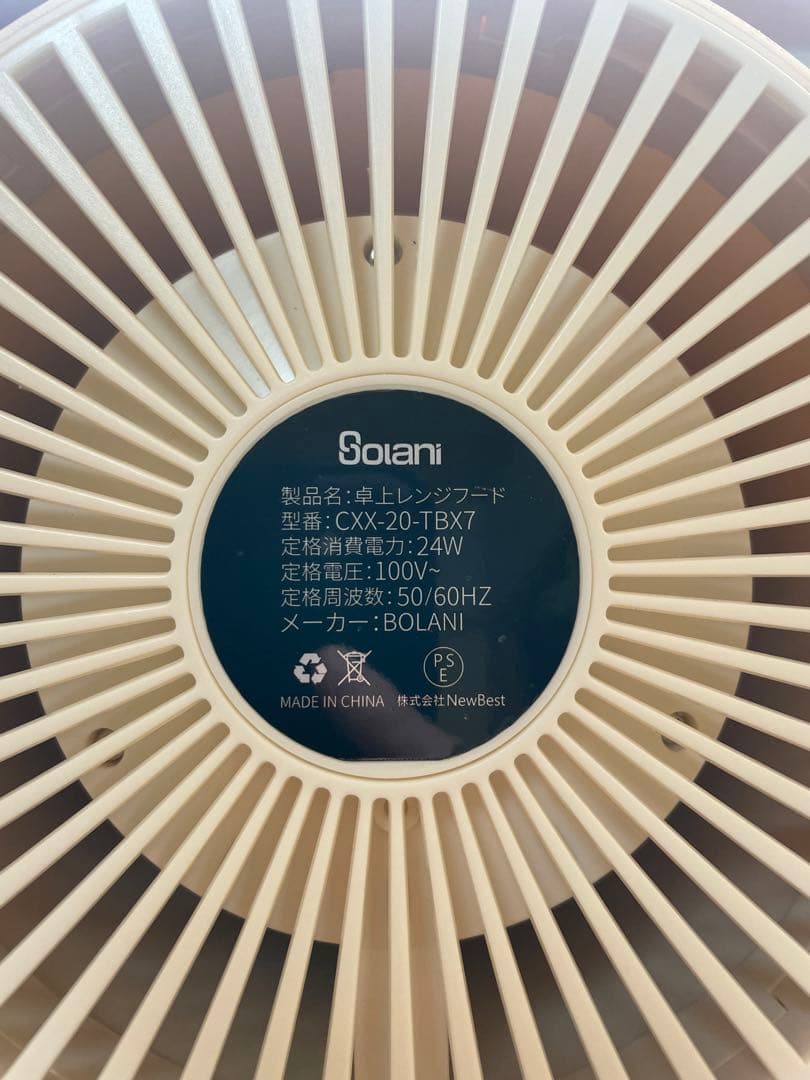 Bolani
製品名:卓上レンジフード
型番:CXX-20-TBX7
定格消費電力:24W
定格電圧:100V~
定格周波数:50/60HZ
メーカー:BOLANI
PSE
MADE IN CHINA 株式会社NewBest